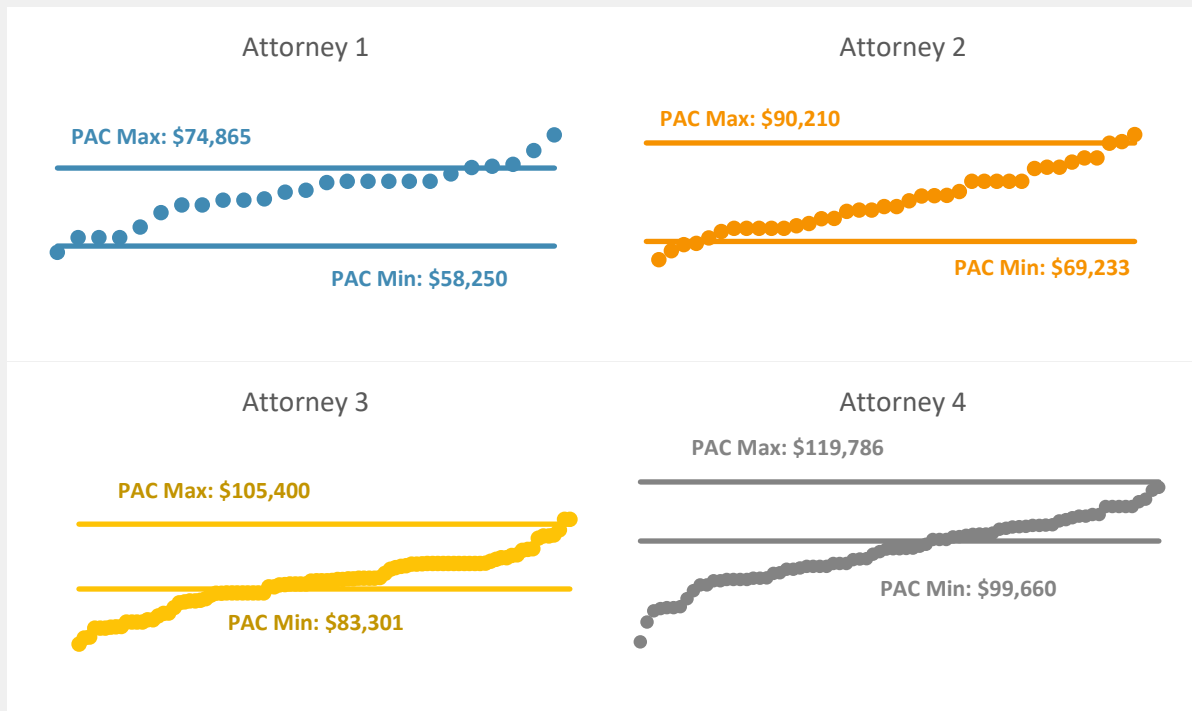 Attorney 1
PAC Max: $74,865
PAC Min: $58,250
Attorney 2
PAC Max: $90,210
PAC Min: $69,233
Attorney 3
PAC Max: $105,400
PAC Min: $83,301
Attorney 4
PAC Max: $119,786
PAC Min: $99,660